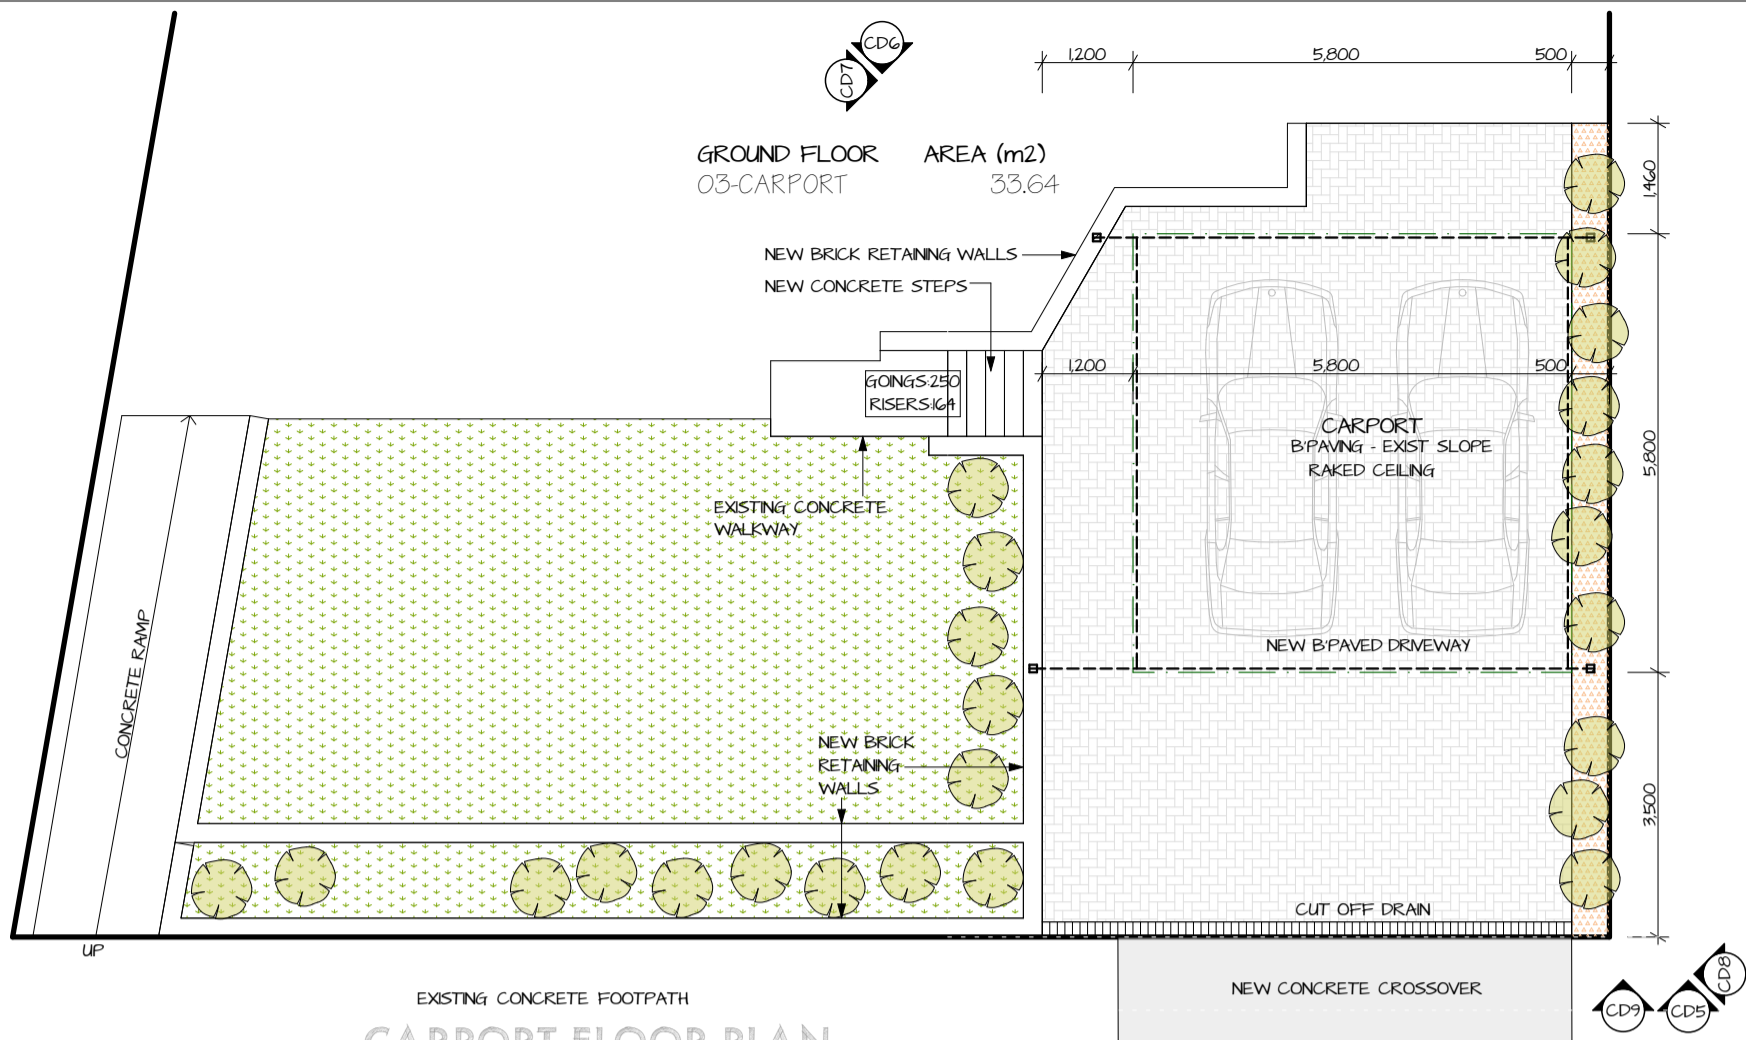 CD6
CD7
1,200 5,800 500
GROUND FLOOR AREA (m2)
03-CARPORT 33.64
1,460
NEW BRICK RETAINING WALLS
NEW CONCRETE STEPS
1,200 5,800 500
GOINGS:250
RISERS:164
CARPORT
B'PAVING - EXIST SLOPE
RAKED CEILING
5,800
EXISTING CONCRETE
WALKWAY
NEW B'PAVED DRIVEWAY
CONCRETE RAMP
NEW BRICK
RETAINING
WALLS
3,500
CUT OFF DRAIN
UP
EXISTING CONCRETE FOOTPATH
NEW CONCRETE CROSSOVER
CD8
CD9
CD5
CARPORT FLOOR PLAN